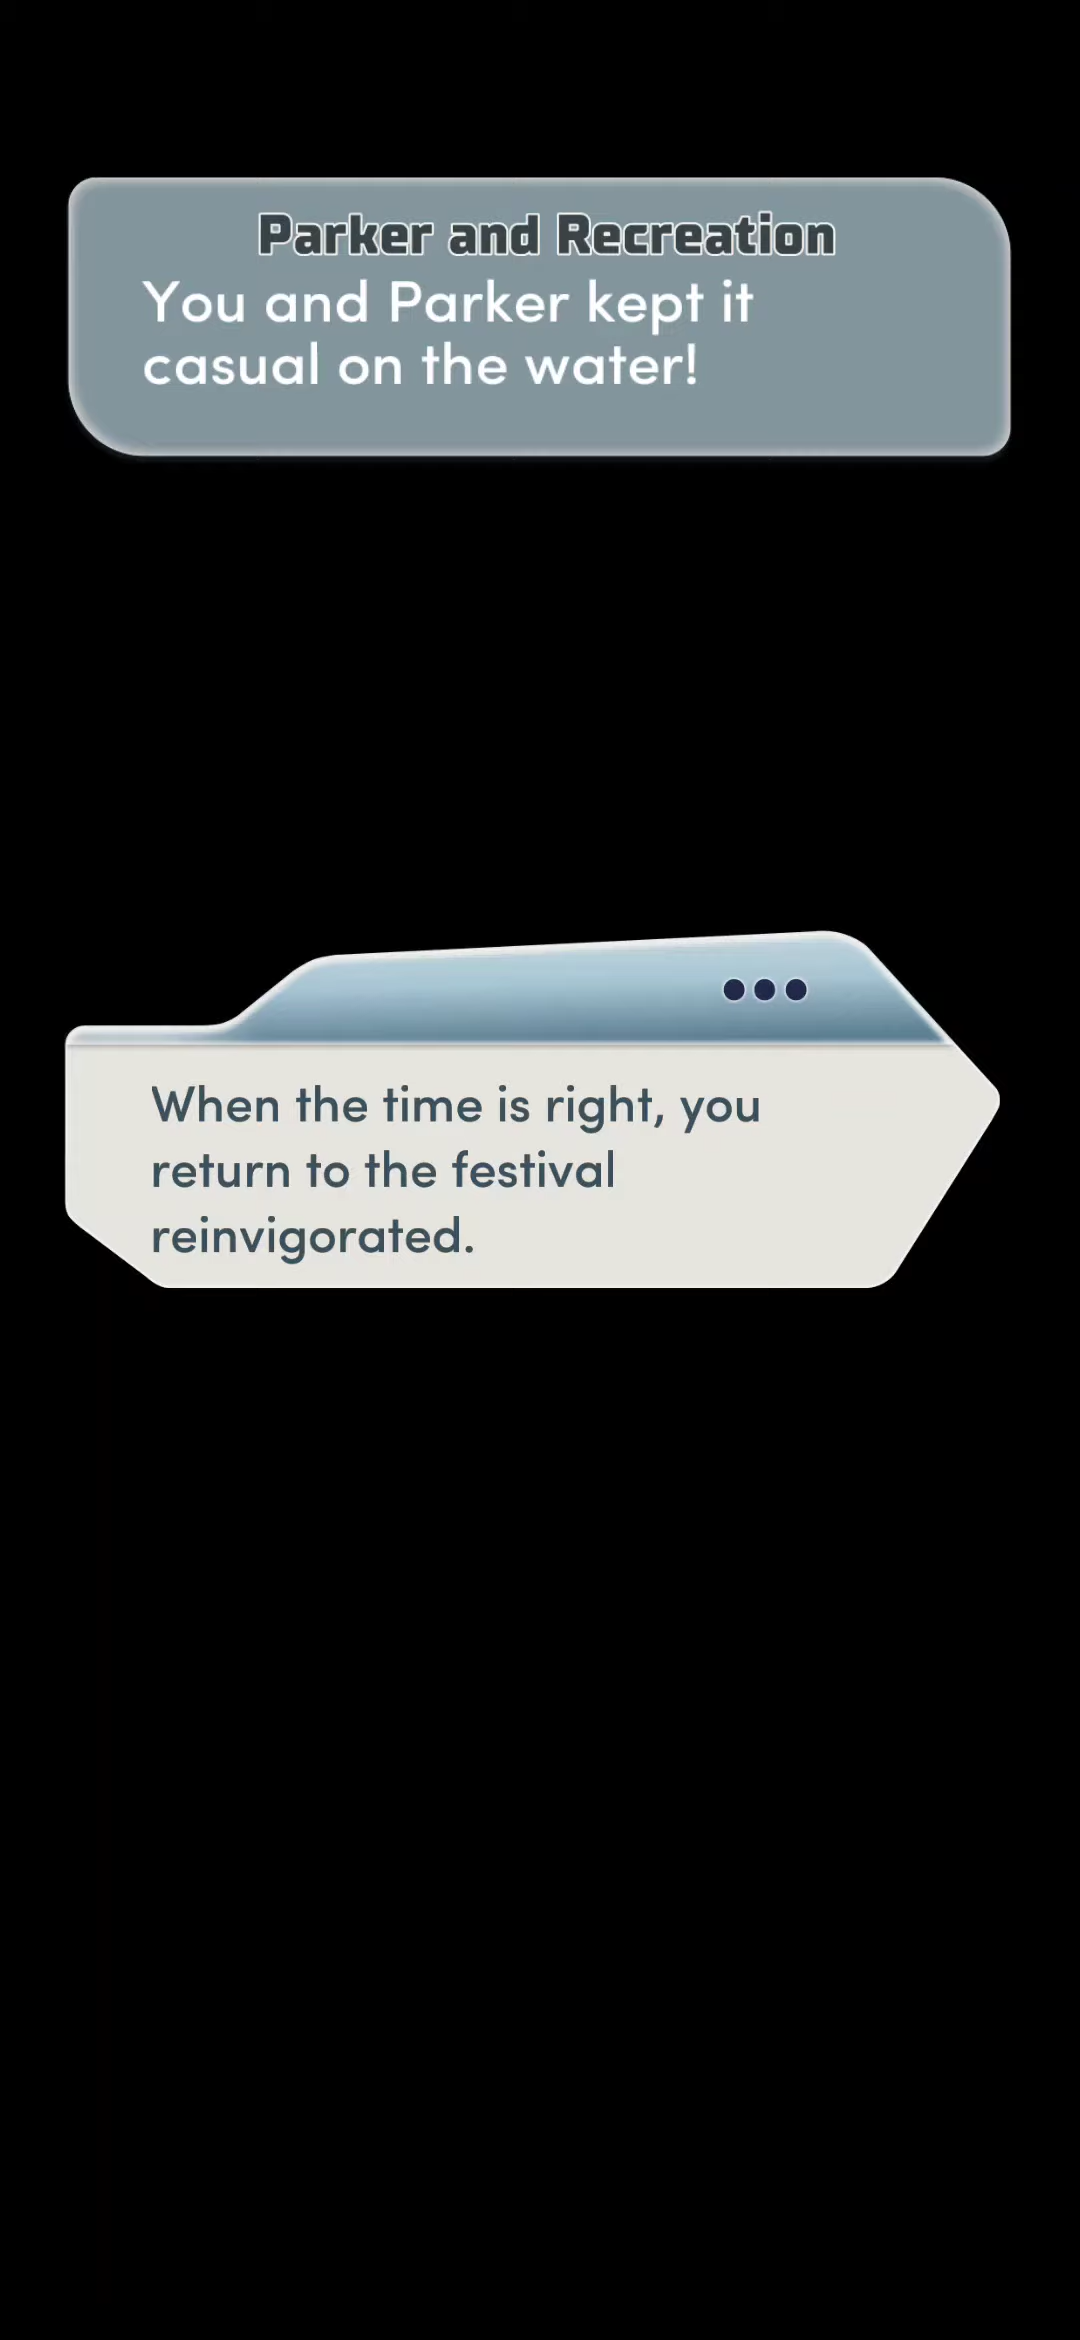 Parker and Recreation
You and Parker kept it
casual on the water!
When the time is right, you
return to the festival
reinvigorated.